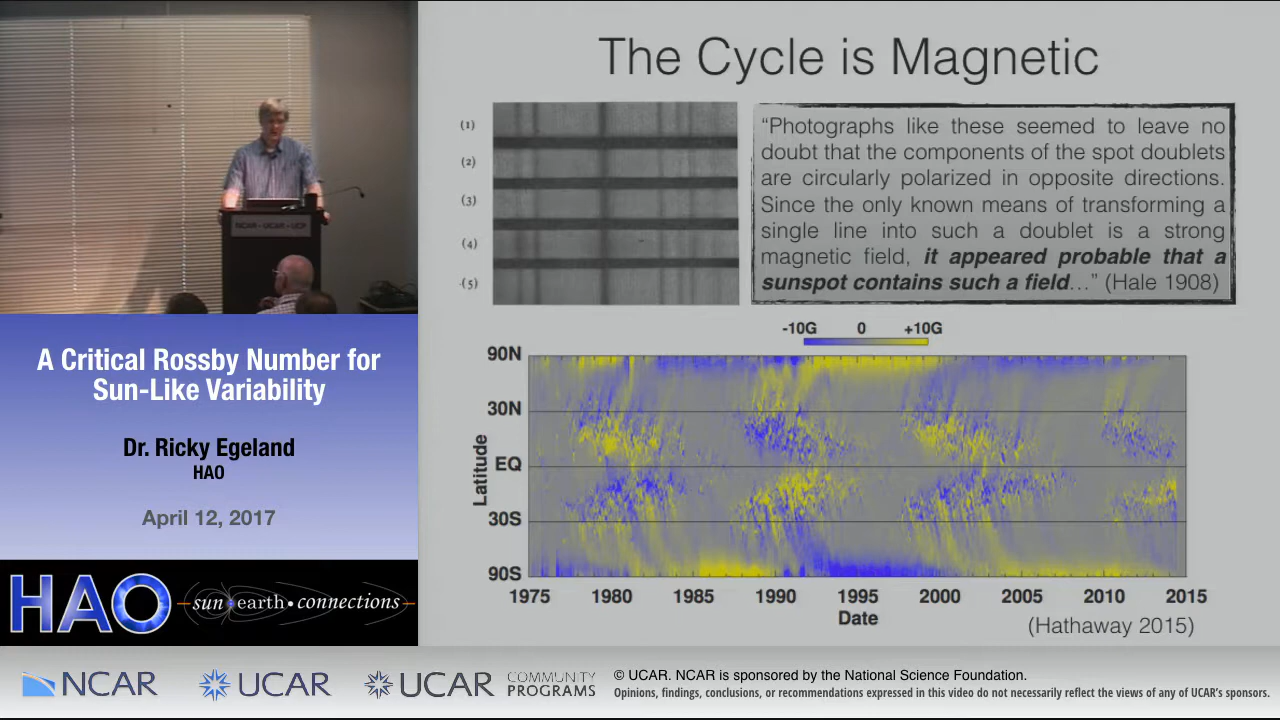 The Cycle is Magnetic
(1)
(2)
(3)
(4)
(5)
“Photographs like these seemed to leave no
doubt that the components of the spot doublets
are circularly polarized in opposite directions.
Since the only known means of transforming a
single line into such a doublet is a strong
magnetic field, it appeared probable that a
sunspot contains such a field…” (Hale 1908)
-10G 0 +10G
90N
30N
EQ
30S
90S
Latitude
1975 1980 1985 1990 1995 2000 2005 2010 2015
Date
(Hathaway 2015)
NCAR - UCAR - UCP
A Critical Rossby Number for
Sun-Like Variability
Dr. Ricky Egeland
HAO
April 12, 2017
HAO
sun earth • connections
NCAR
UCAR
UCAR
COMMUNITY
PROGRAMS
© UCAR. NCAR is sponsored by the National Science Foundation.
Opinions, findings, conclusions, or recommendations expressed in this video do not necessarily reflect the views of any of UCAR's sponsors.